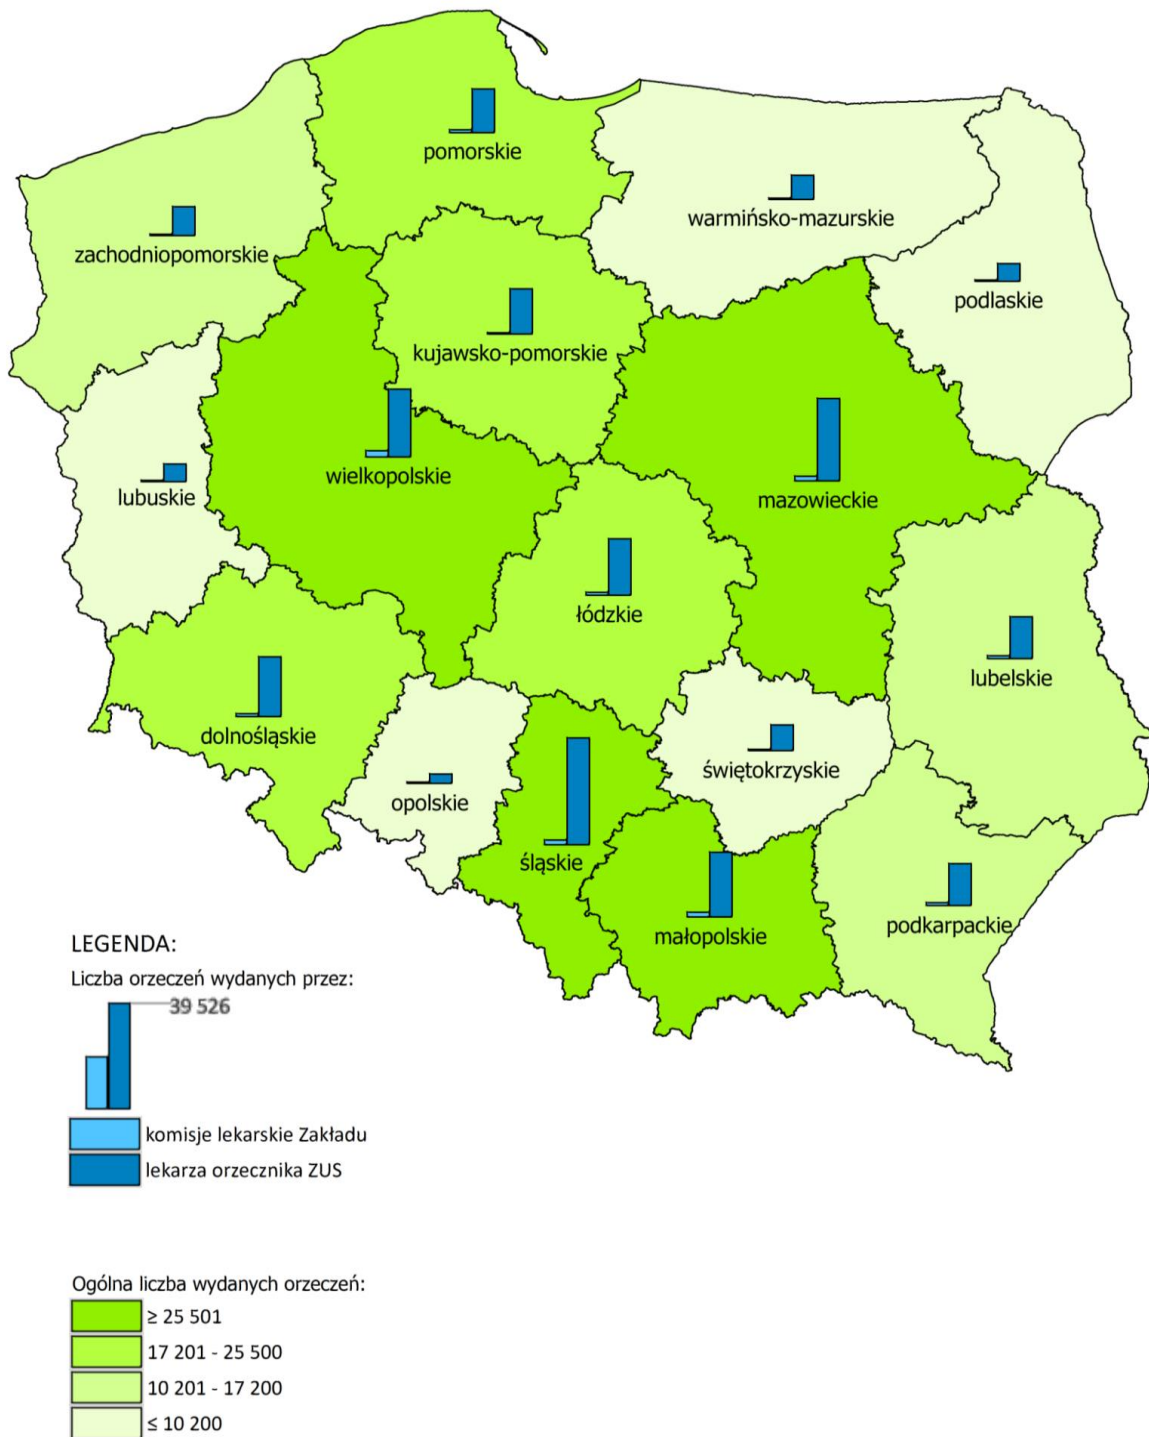 pomorskie
warmińsko-mazurskie
zachodniopomorskie
podlaskie
kujawsko-pomorskie
wielkopolskie
lubuskie
mazowieckie
łódzkie
lubelskie
dolnośląskie
świętokrzyskie
opolskie
śląskie
małopolskie
podkarpackie
LEGENDA:
Liczba orzeczeń wydanych przez:
39 526
komisje lekarskie Zakładu
lekarza orzecznika ZUS
Ogólna liczba wydanych orzeczeń:
≥ 25 501
17 201 - 25 500
10 201 - 17 200
≤ 10 200